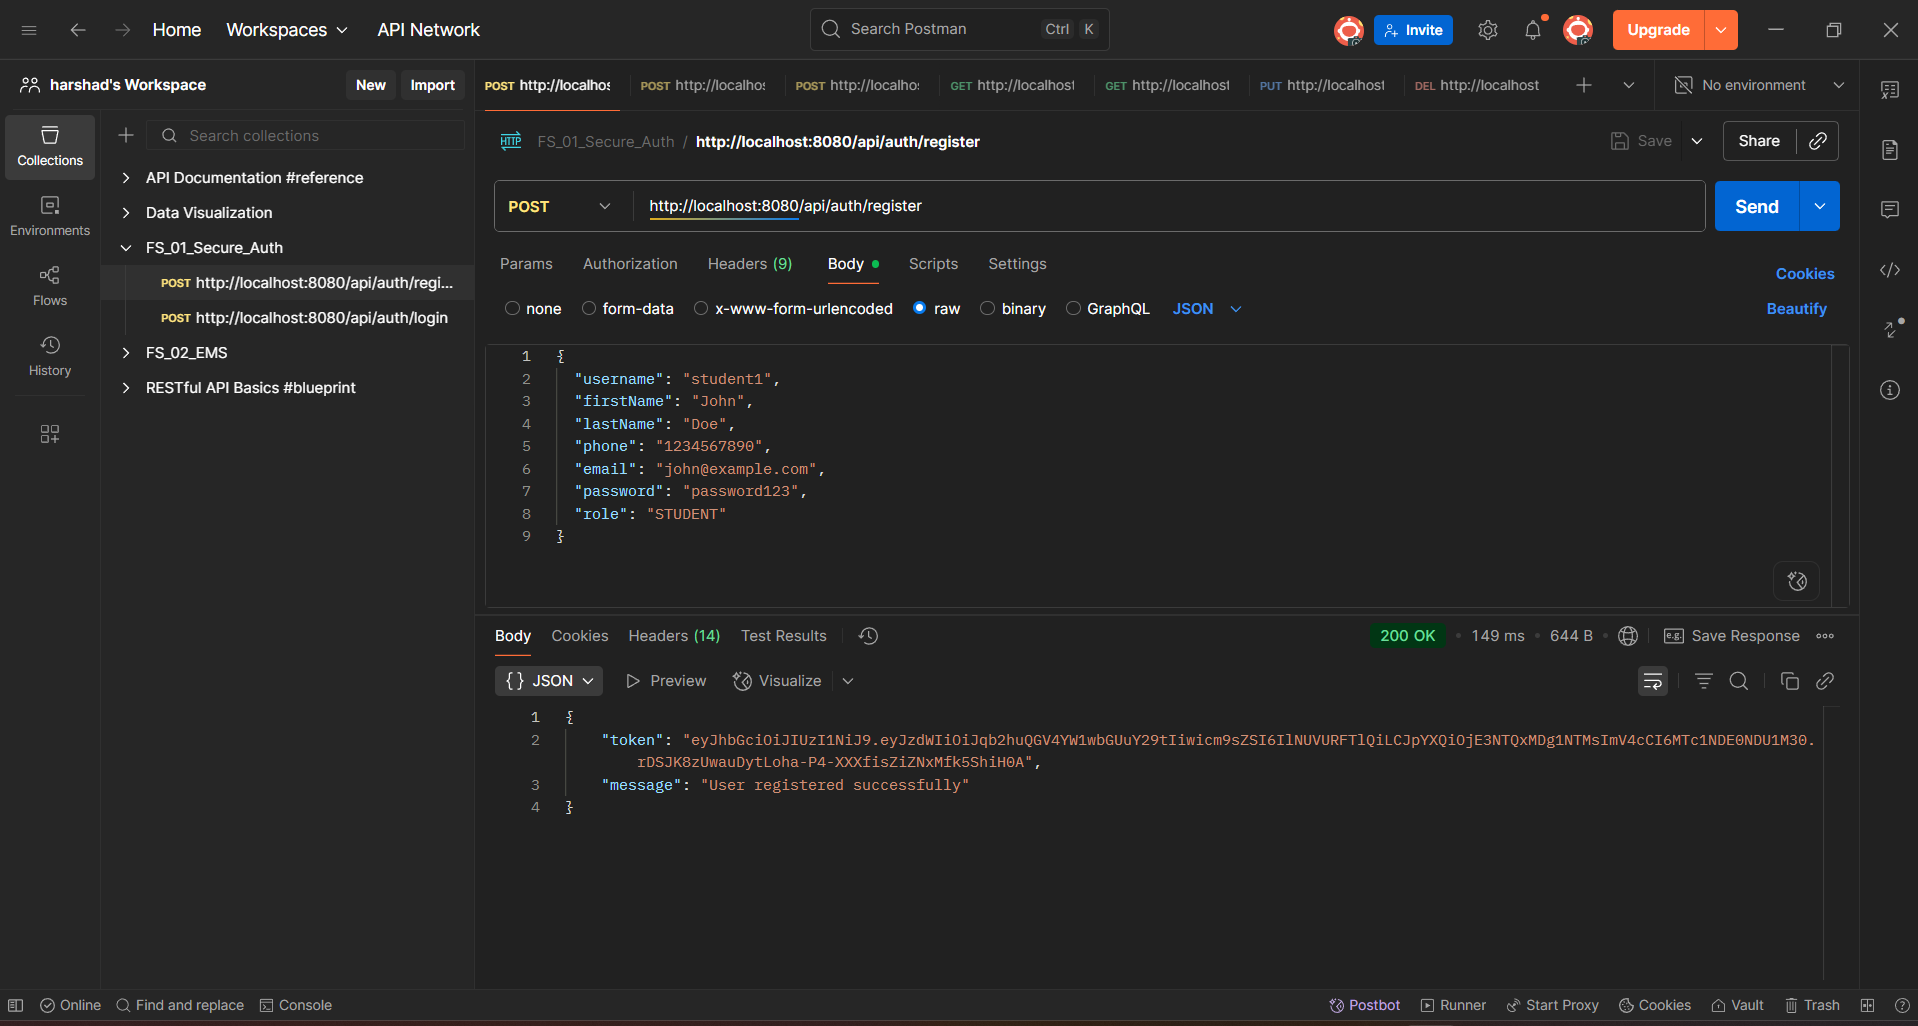 Home Workspaces API Network Search Postman Ctrl K Invite Upgrade
harshad's Workspace New Import POST http://localhos POST http://localhos POST http://localhos GET http://localhost GET http://localhost PUT http://localhost DEL http://localhost No environment
Collections
Environments
Flows
History
Search collections
API Documentation #reference
Data Visualization
FS_01_Secure_Auth
POST http://localhost:8080/api/auth/regi...
POST http://localhost:8080/api/auth/login
FS_02_EMS
RESTful API Basics #blueprint
HTTP FS_01_Secure_Auth / http://localhost:8080/api/auth/register Save Share
POST http://localhost:8080/api/auth/register Send
Params Authorization Headers (9) Body Scripts Settings Cookies
none form-data x-www-form-urlencoded raw binary GraphQL JSON Beautify
1 {
2 "username": "student1",
3 "firstName": "John",
4 "lastName": "Doe",
5 "phone": "1234567890",
6 "email": "john@example.com",
7 "password": "password123",
8 "role": "STUDENT"
9 }
Body Cookies Headers (14) Test Results 200 OK 149 ms 644 B e.g. Save Response
{} JSON Preview Visualize
1 {
2 "token": "eyJhbGciOiJIUzI1NiJ9.eyJzdWIiOiJqb2huQGV4YW1wbGUuY29tIiwicm9sZSI6IlNUVURFTlQiLCJpYXQiOjE3NTQxMDg1NTMsImV4cCI6MTc1NDE0NDU1M30.
rDSJK8zUwauDytLoha-P4-XXXfisZiZNxMfk5ShiH0A",
3 "message": "User registered successfully"
4 }
Online Find and replace Console Postbot Runner Start Proxy Cookies Vault Trash